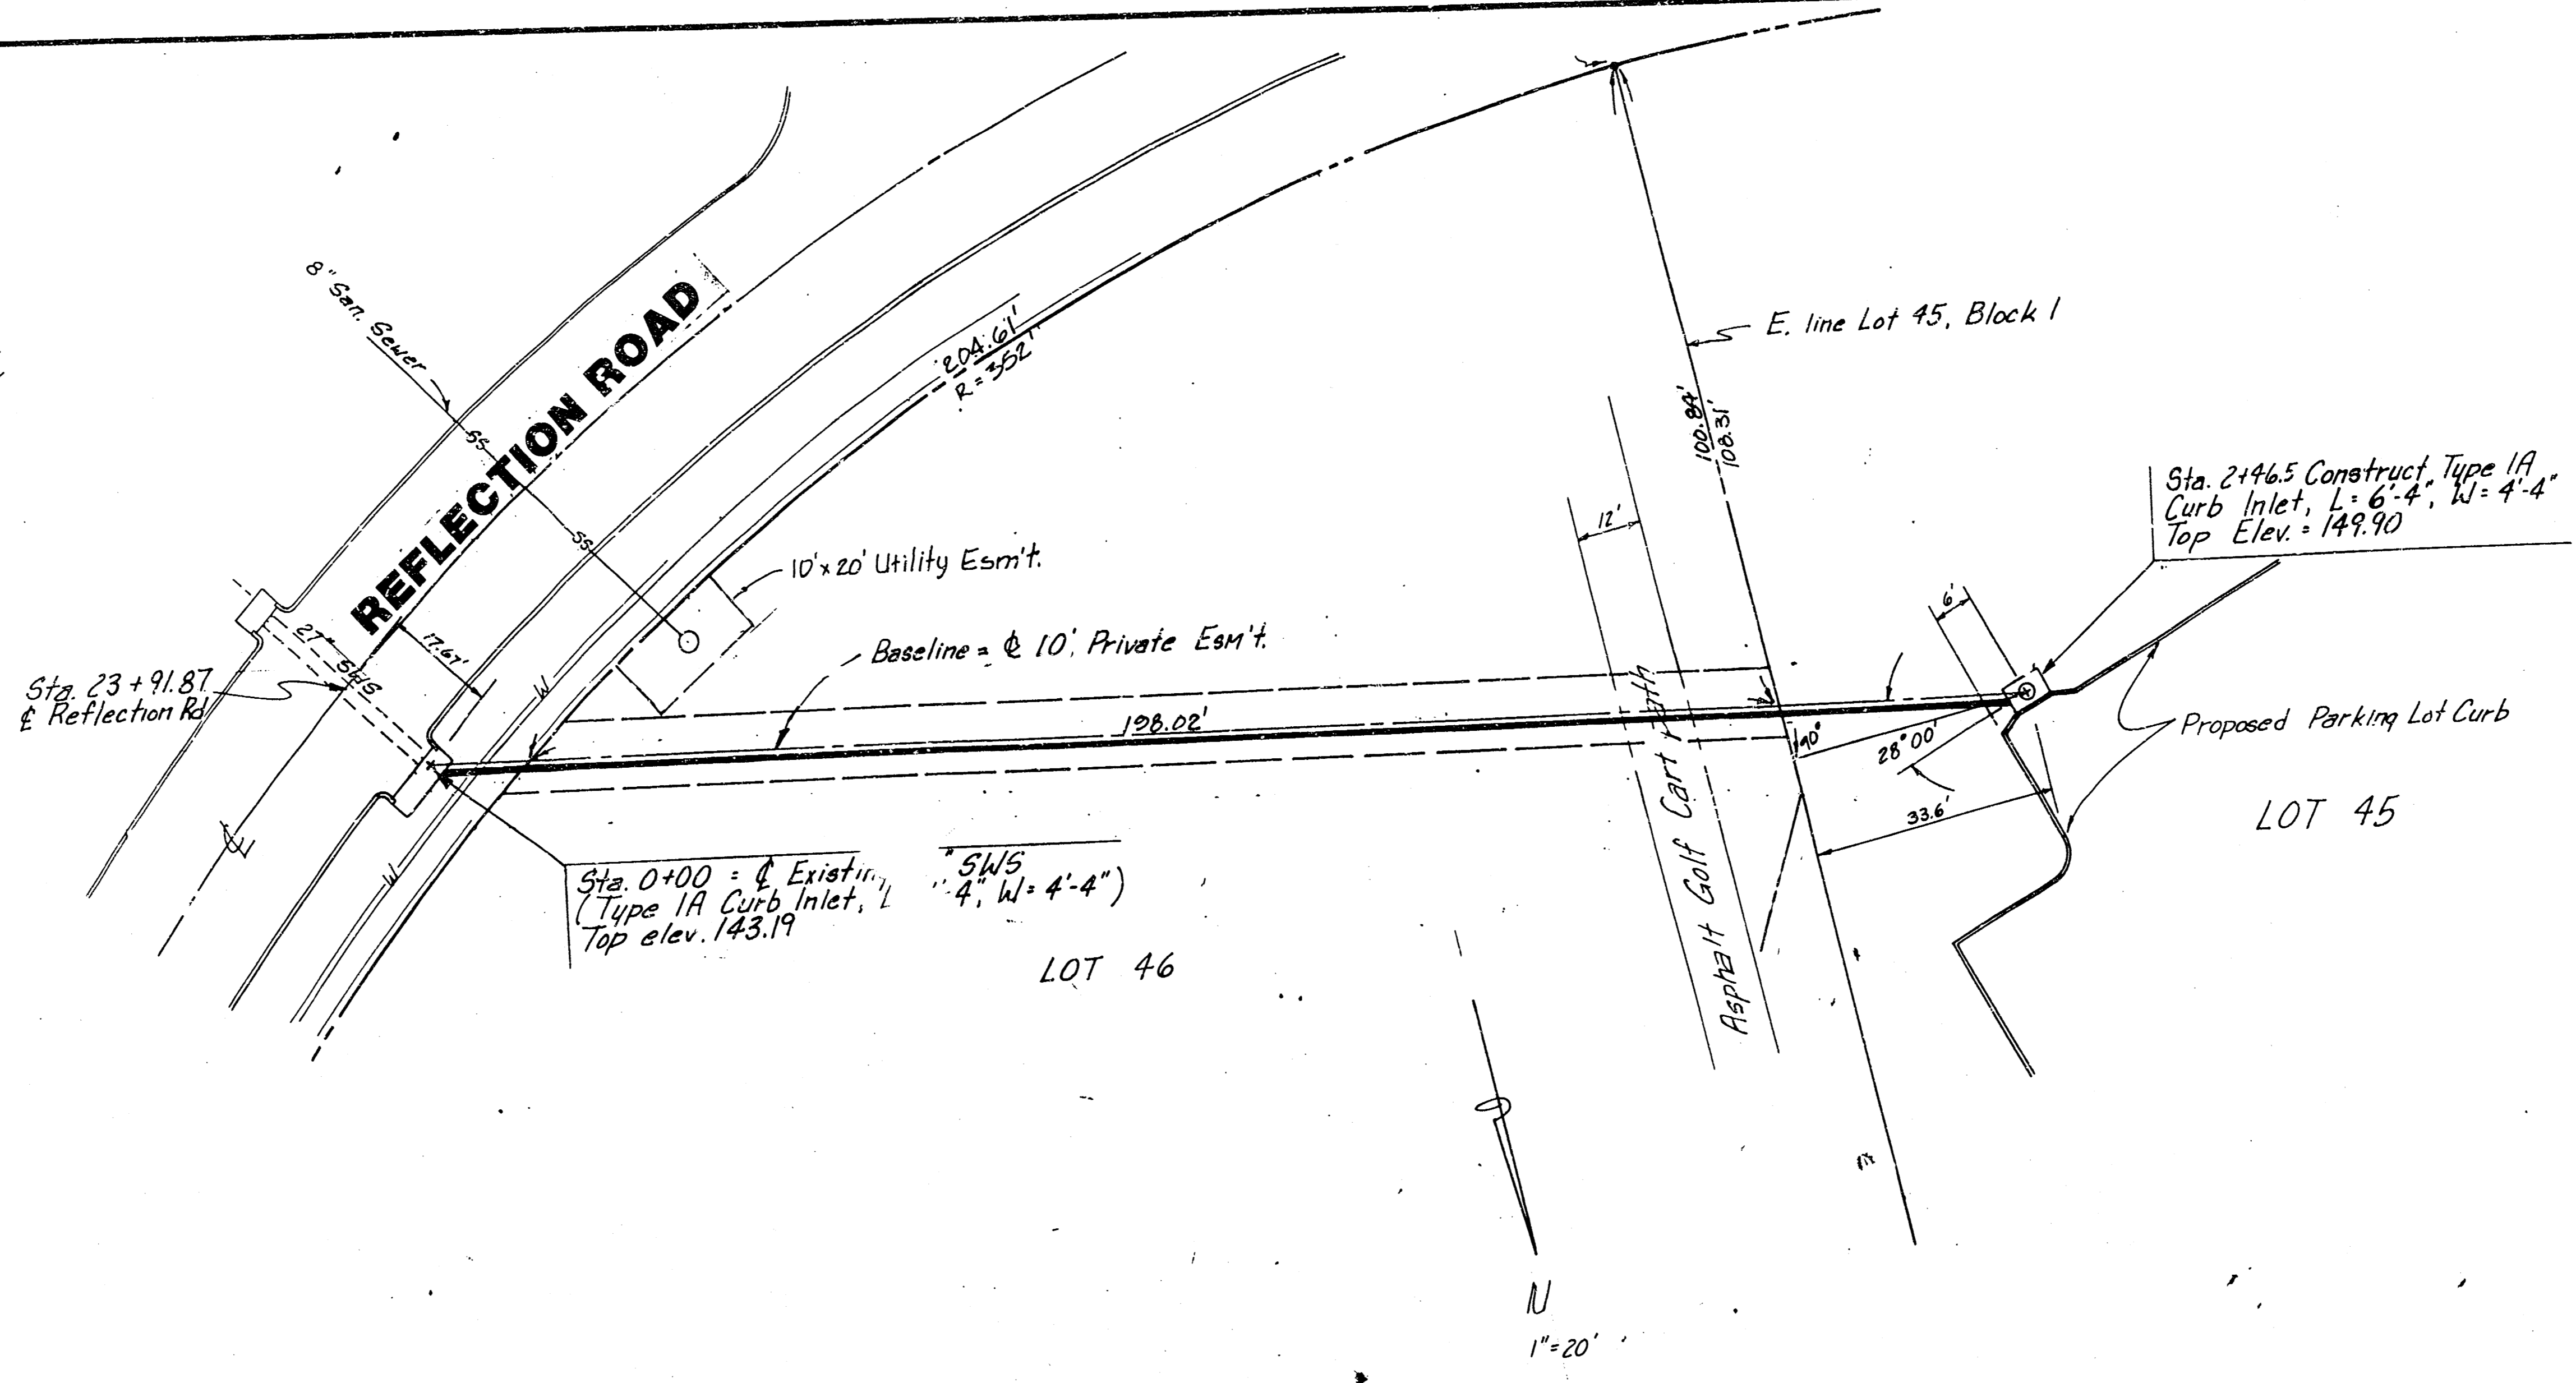 8" San. Sewer
SS
SS
REFLECTION ROAD
204.61'
R = 352'
E. line Lot 45, Block 1
100.84'
108.31'
12'
Sta. 2+46.5 Construct Type 1A
Curb Inlet, L = 6'-4", W = 4'-4"
Top Elev. = 149.90
10' x 20' Utility Esm't.
Baseline = ℄ 10' Private Esm't.
6'
27" SWS
17.67'
W
Sta. 23 + 91.87
℄ Reflection Rd
198.02'
90°
28°00'
Proposed Parking Lot Curb
33.6'
LOT 45
Asphalt Golf Cart Path
℄
W
Sta. 0+00 = ℄ " SWS
(Type 1A Curb Inlet, 4", W = 4'-4")
Top elev. 143.19
LOT 46
N
1"=20'